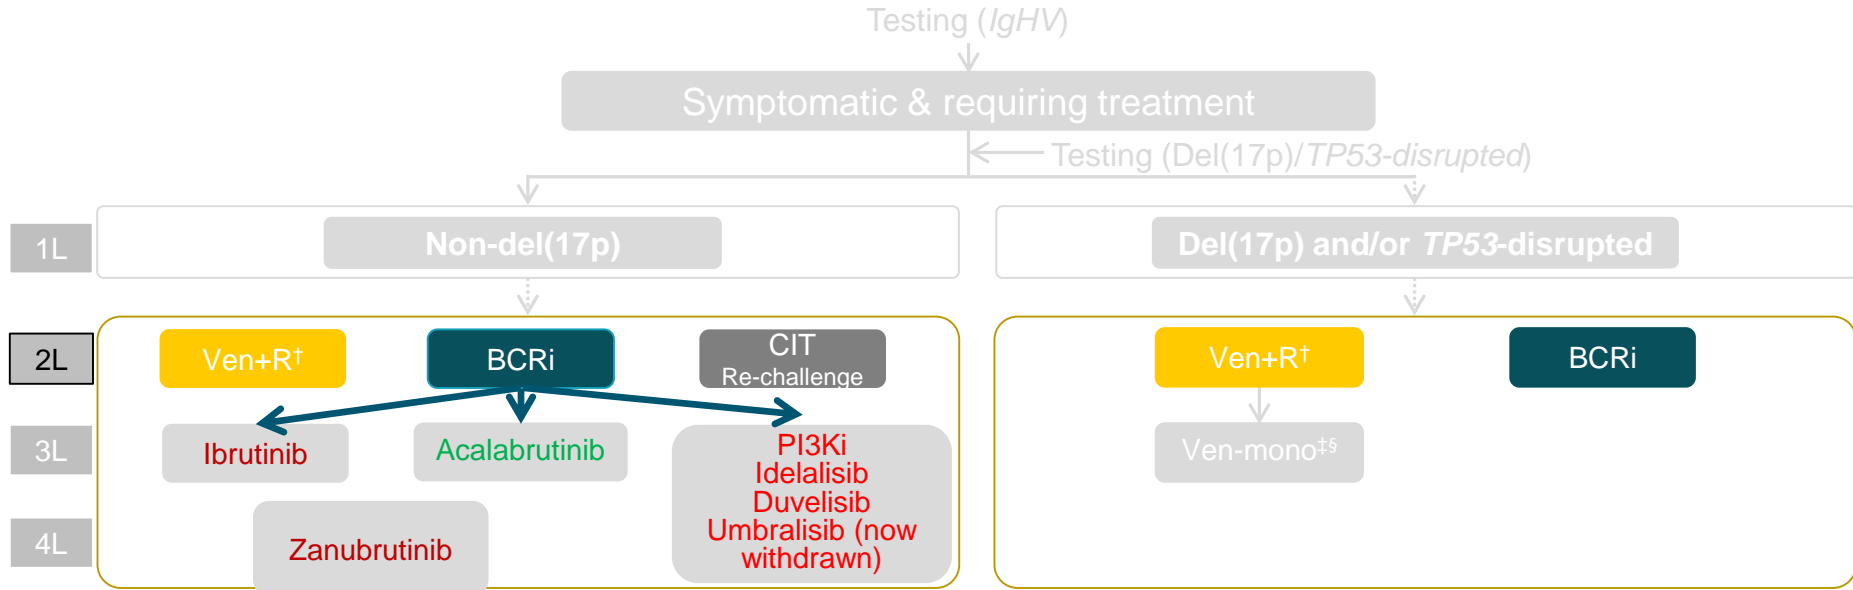 Testing (IgHV)
Symptomatic & requiring treatment
Testing (Del(17p)/TP53-disrupted)
1L
Non-del(17p)
Del(17p) and/or TP53-disrupted
2L
Ven+R†
BCRi
CIT
Re-challenge
Ven+R†
BCRi
3L
Ibrutinib
Acalabrutinib
PI3Ki
Idelalisib
Duvelisib
Umbralisib (now
withdrawn)
Ven-mono‡§
4L
Zanubrutinib